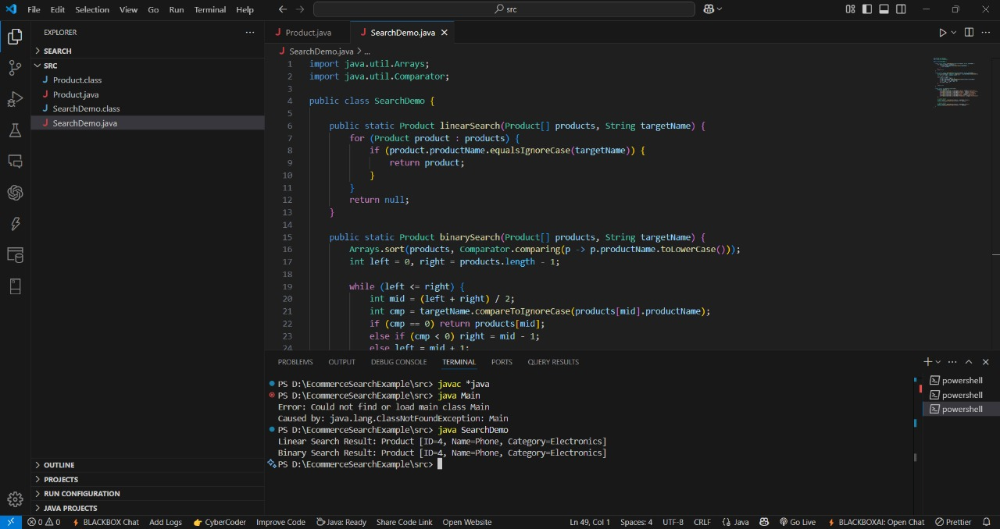 File Edit Selection View Go Run Terminal Help
src
EXPLORER
SEARCH
SRC
Product.class
Product.java
SearchDemo.class
SearchDemo.java
OUTLINE
PROJECTS
RUN CONFIGURATION
JAVA PROJECTS
Product.java
SearchDemo.java
SearchDemo.java > ...
1 import java.util.Arrays;
2 import java.util.Comparator;
3
4 public class SearchDemo {
5
6 public static Product linearSearch(Product[] products, String targetName) {
7 for (Product product : products) {
8 if (product.productName.equalsIgnoreCase(targetName)) {
9 return product;
10 }
11 }
12 return null;
13 }
14
15 public static Product binarySearch(Product[] products, String targetName) {
16 Arrays.sort(products, Comparator.comparing(p -> p.productName.toLowerCase()));
17 int left = 0, right = products.length - 1;
18
19 while (left <= right) {
20 int mid = (left + right) / 2;
21 int cmp = targetName.compareToIgnoreCase(products[mid].productName);
22 if (cmp == 0) return products[mid];
23 else if (cmp < 0) right = mid - 1;
24 else left = mid + 1;
PROBLEMS OUTPUT DEBUG CONSOLE TERMINAL PORTS QUERY RESULTS
PS D:\EcommerceSearchExample\src> javac *java
PS D:\EcommerceSearchExample\src> java Main
Error: Could not find or load main class Main
Caused by: java.lang.ClassNotFoundException: Main
PS D:\EcommerceSearchExample\src> java SearchDemo
Linear Search Result: Product [ID=4, Name=Phone, Category=Electronics]
Binary Search Result: Product [ID=4, Name=Phone, Category=Electronics]
PS D:\EcommerceSearchExample\src>
powershell
powershell
powershell
0 0 BLACKBOX Chat Add Logs CyberCoder Improve Code Java: Ready Share Code Link Open Website Ln 49, Col 1 Spaces: 4 UTF-8 CRLF {} Java Go Live BLACKBOXAI: Open Chat Prettier